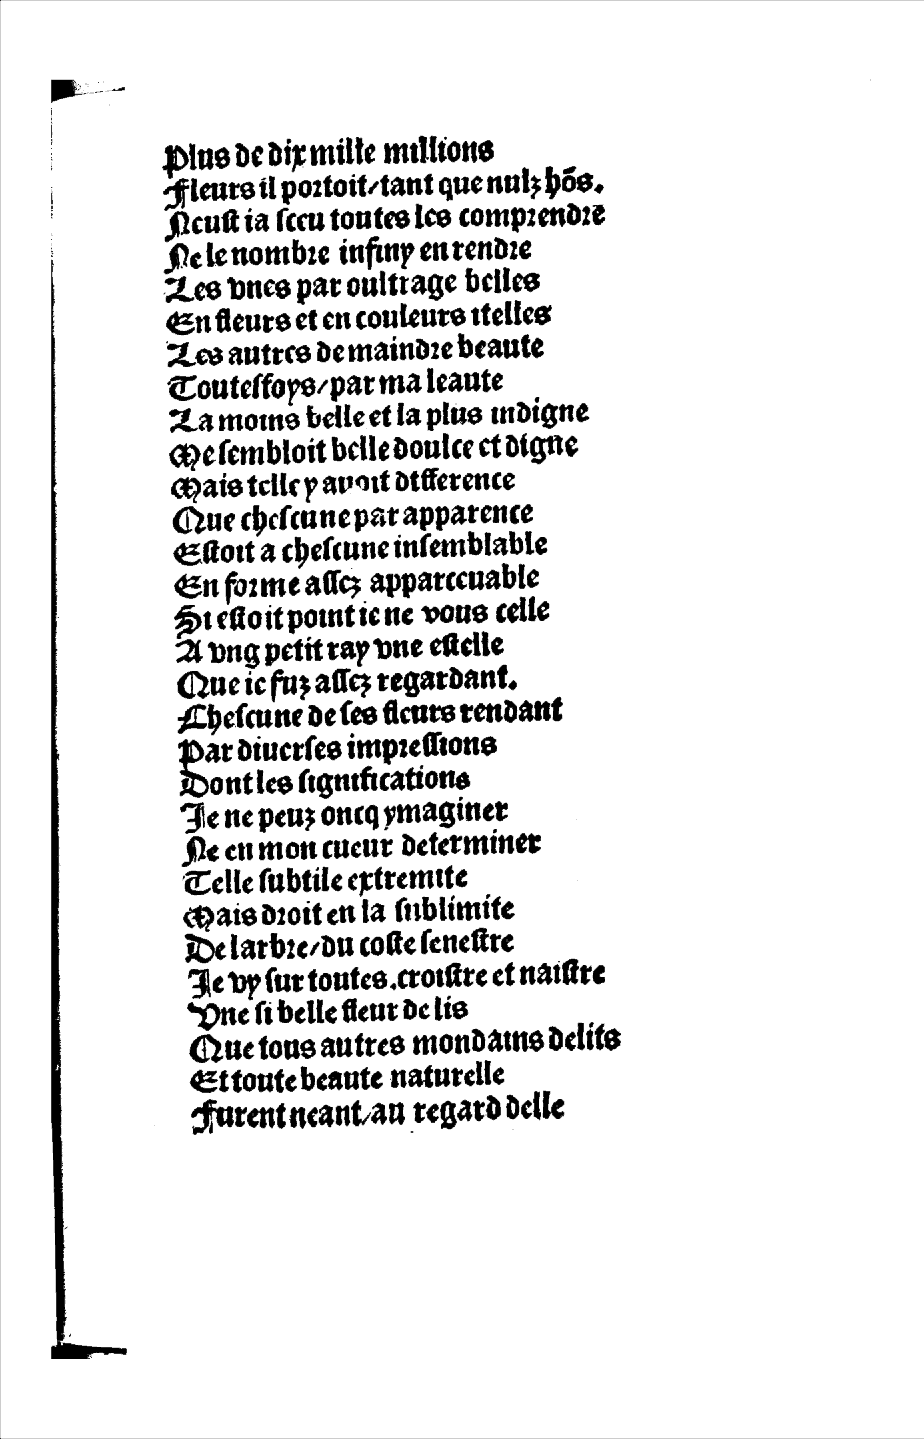 Plus de dix mille millions
Fleurs il portoit/tant que nulz hõs.
Neust ia sceu toutes les comprendre
Ne le nombre infiny en rendre
Les vnes par oultrage belles
En fleurs et en couleurs itelles
Les autres de maindre beaute
Touteſfoys/par ma leaute
La moins belle et la plus indigne
Me ſembloit belle doulce et digne
Mais telle y auoit difference
Que cheſcune par apparence
Eſtoit a cheſcune inſemblable
En forme aſſez apparceuable
Si eſtoit point ie ne vous celle
A vng petit ray vne eſtelle
Que ie fuz aſſez regardant.
Cheſcune de ſes fleurs rendant
Par diuerſes impreſſions
Dont les ſignifications
Je ne peuz oncq ymaginer
Ne en mon cueur determiner
Telle ſubtile extremite
Mais droit en la ſublimite
De larbre/du coſte ſeneſtre
Je vy ſur toutes.croiſtre et naiſtre
Vne ſi belle fleur de lis
Que tous autres mondains delits
Et toute beaute naturelle
Furent neant/au regard delle